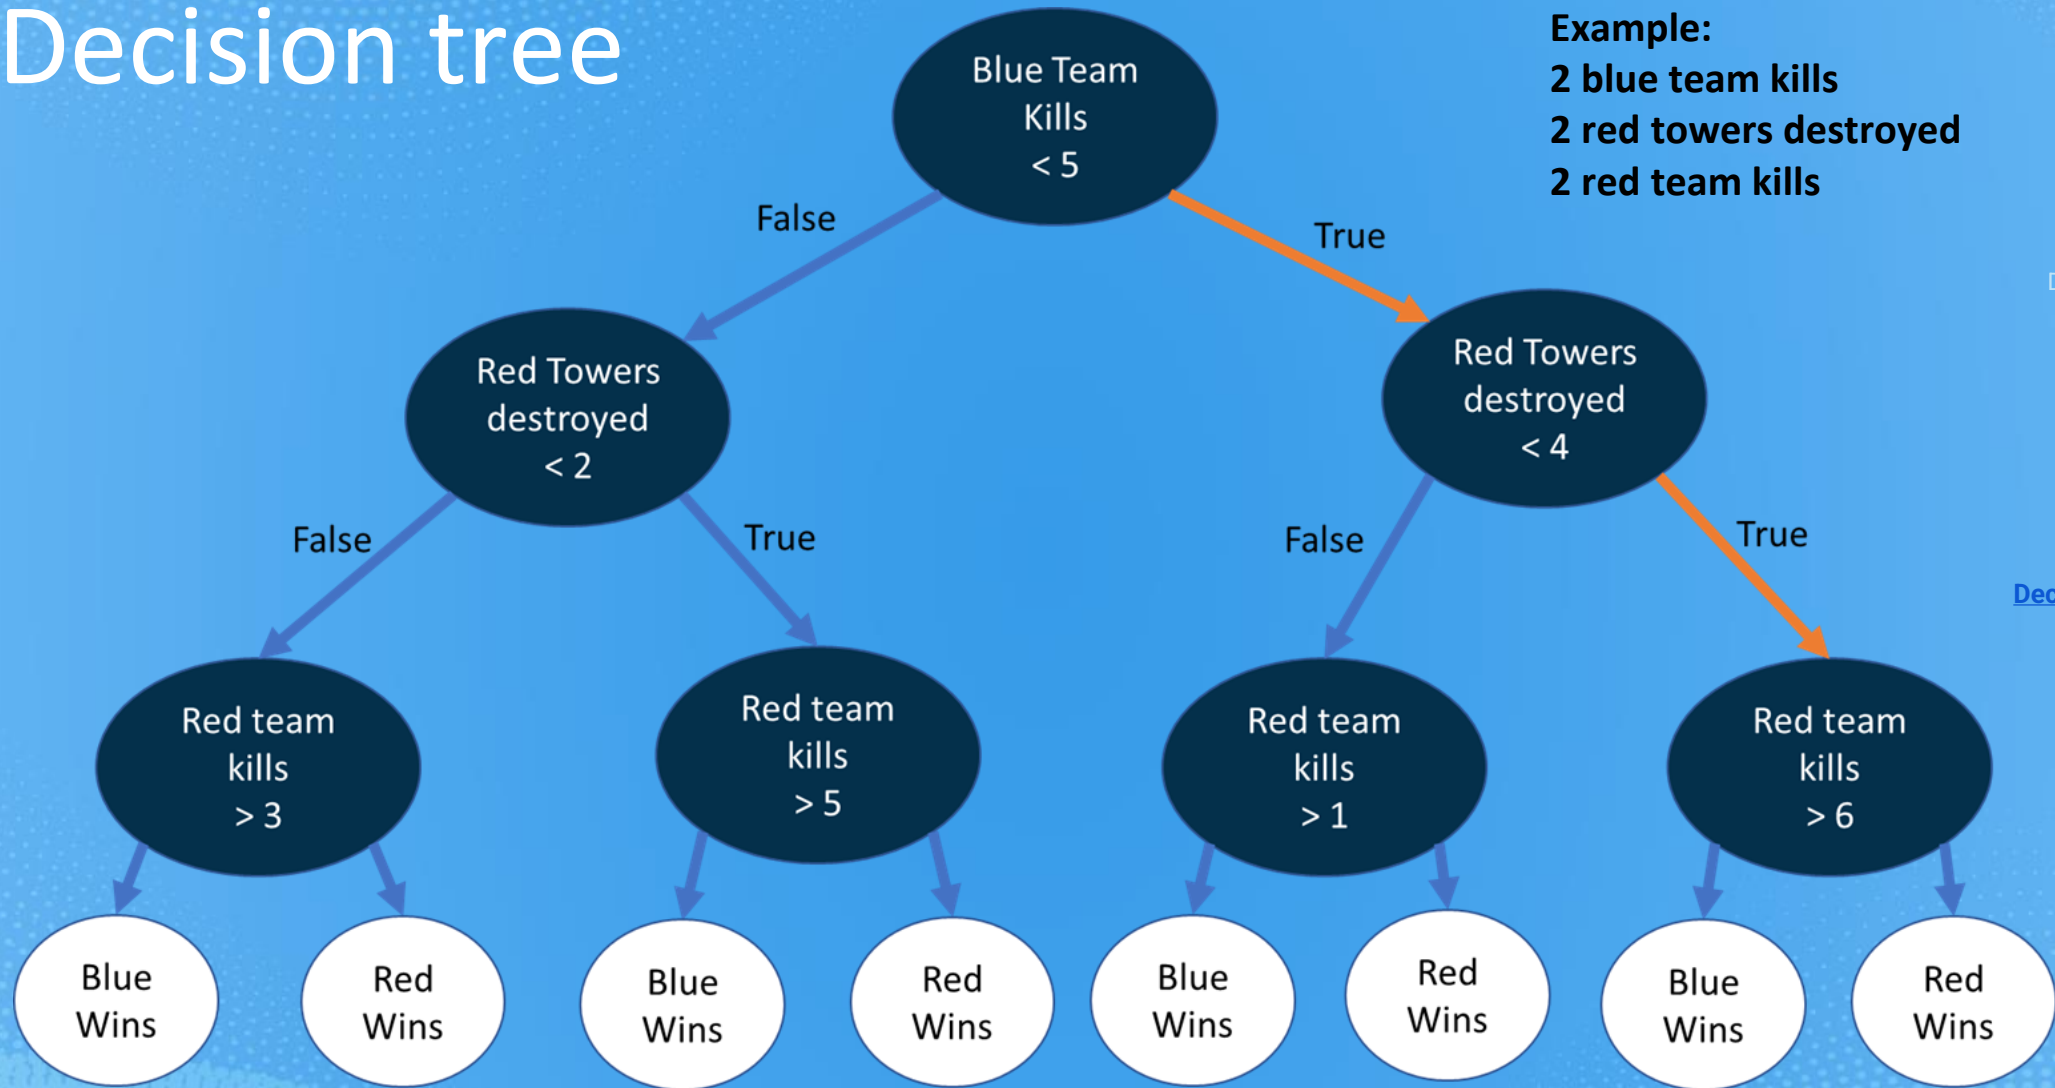 Decision tree
Example:
2 blue team kills
2 red towers destroyed
2 red team kills
Blue Team
Kills
< 5
False
True
Red Towers
destroyed
< 2
Red Towers
destroyed
< 4
False
True
False
True
Red team
kills
> 3
Red team
kills
> 5
Red team
kills
> 1
Red team
kills
> 6
Blue
Wins
Red
Wins
Blue
Wins
Red
Wins
Blue
Wins
Red
Wins
Blue
Wins
Red
Wins